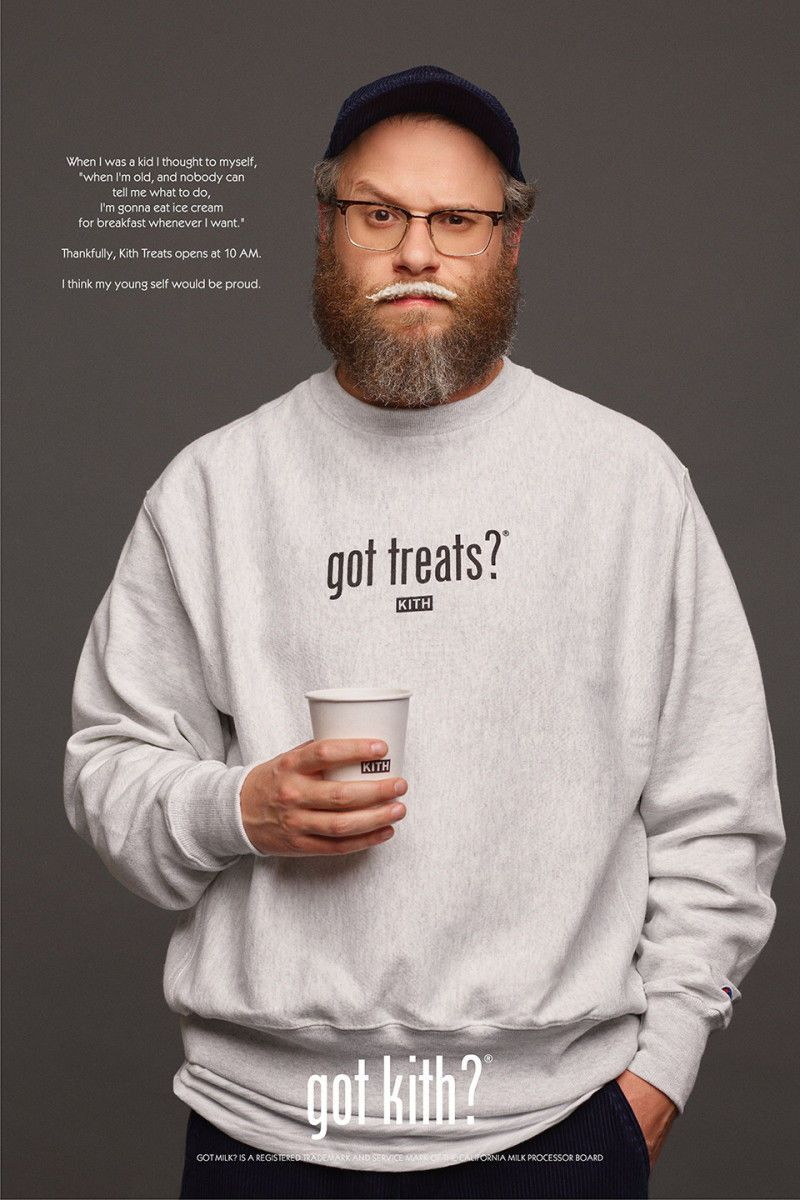 When I was a kid I thought to myself,
"when I'm old, and nobody can
tell me what to do,
I'm gonna eat ice cream
for breakfast whenever I want."
Thankfully, Kith Treats opens at 10 AM.
I think my young self would be proud.
got treats?®
KITH
KITH
got kith?®
GOT MILK? IS A REGISTERED TRADEMARK AND SERVICE MARK OF THE CALIFORNIA MILK PROCESSOR BOARD